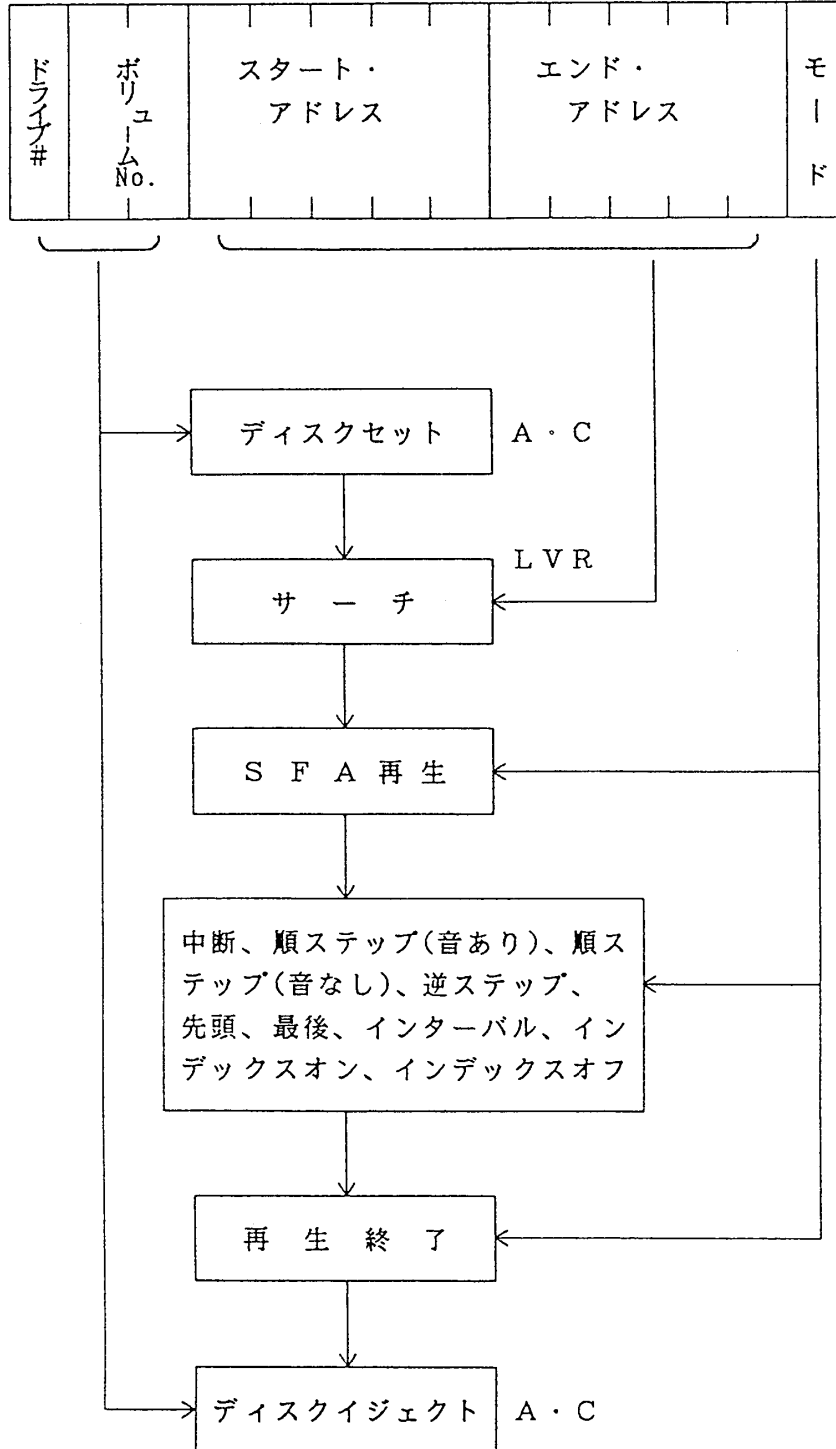 ドライブ#
ボリュームNo.
スタート・
アドレス
エンド・
アドレス
モード
ディスクセット
A・C
LVR
サーチ
SFA再生
中断、順ステップ(音あり)、順ス
テップ(音なし)、逆ステップ、
先頭、最後、インターバル、イン
デックスオン、インデックスオフ
再生終了
ディスクイジェクト
A・C